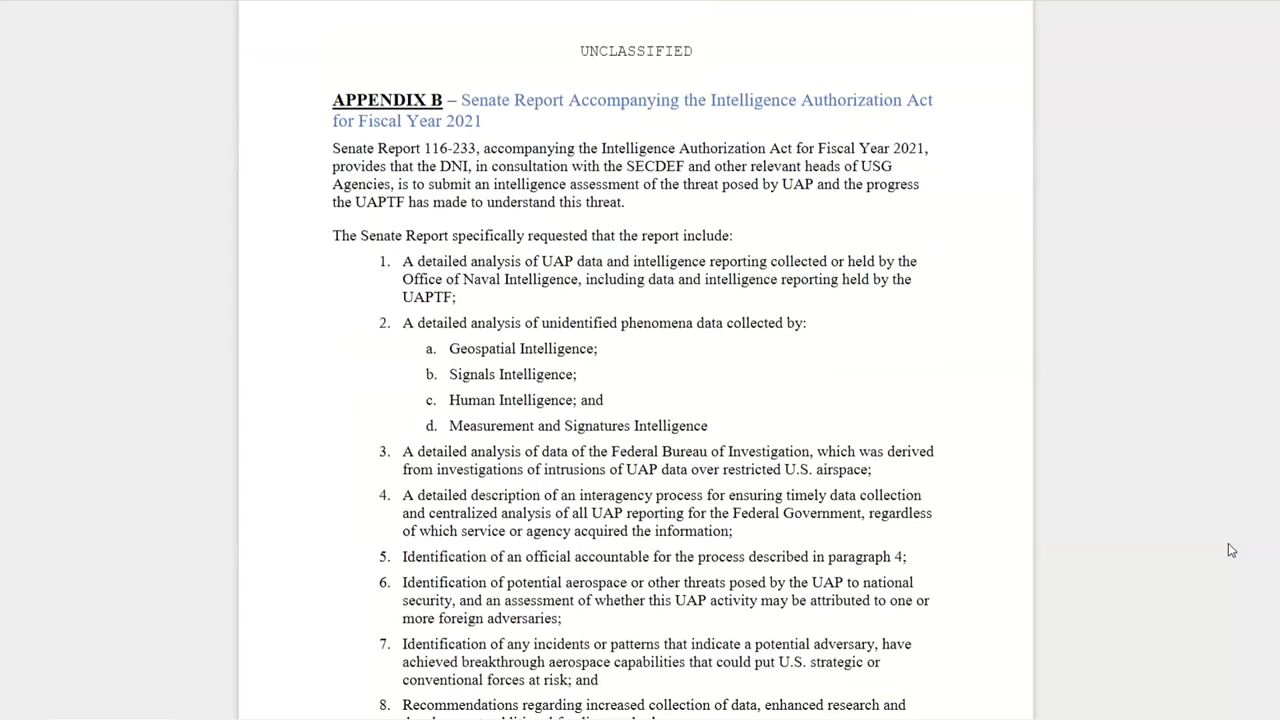 UNCLASSIFIED
APPENDIX B – Senate Report Accompanying the Intelligence Authorization Act
for Fiscal Year 2021
Senate Report 116-233, accompanying the Intelligence Authorization Act for Fiscal Year 2021,
provides that the DNI, in consultation with the SECDEF and other relevant heads of USG
Agencies, is to submit an intelligence assessment of the threat posed by UAP and the progress
the UAPTF has made to understand this threat.
The Senate Report specifically requested that the report include:
1. A detailed analysis of UAP data and intelligence reporting collected or held by the
Office of Naval Intelligence, including data and intelligence reporting held by the
UAPTF;
2. A detailed analysis of unidentified phenomena data collected by:
a. Geospatial Intelligence;
b. Signals Intelligence;
c. Human Intelligence; and
d. Measurement and Signatures Intelligence
3. A detailed analysis of data of the Federal Bureau of Investigation, which was derived
from investigations of intrusions of UAP data over restricted U.S. airspace;
4. A detailed description of an interagency process for ensuring timely data collection
and centralized analysis of all UAP reporting for the Federal Government, regardless
of which service or agency acquired the information;
5. Identification of an official accountable for the process described in paragraph 4;
6. Identification of potential aerospace or other threats posed by the UAP to national
security, and an assessment of whether this UAP activity may be attributed to one or
more foreign adversaries;
7. Identification of any incidents or patterns that indicate a potential adversary, have
achieved breakthrough aerospace capabilities that could put U.S. strategic or
conventional forces at risk; and
8. Recommendations regarding increased collection of data, enhanced research and